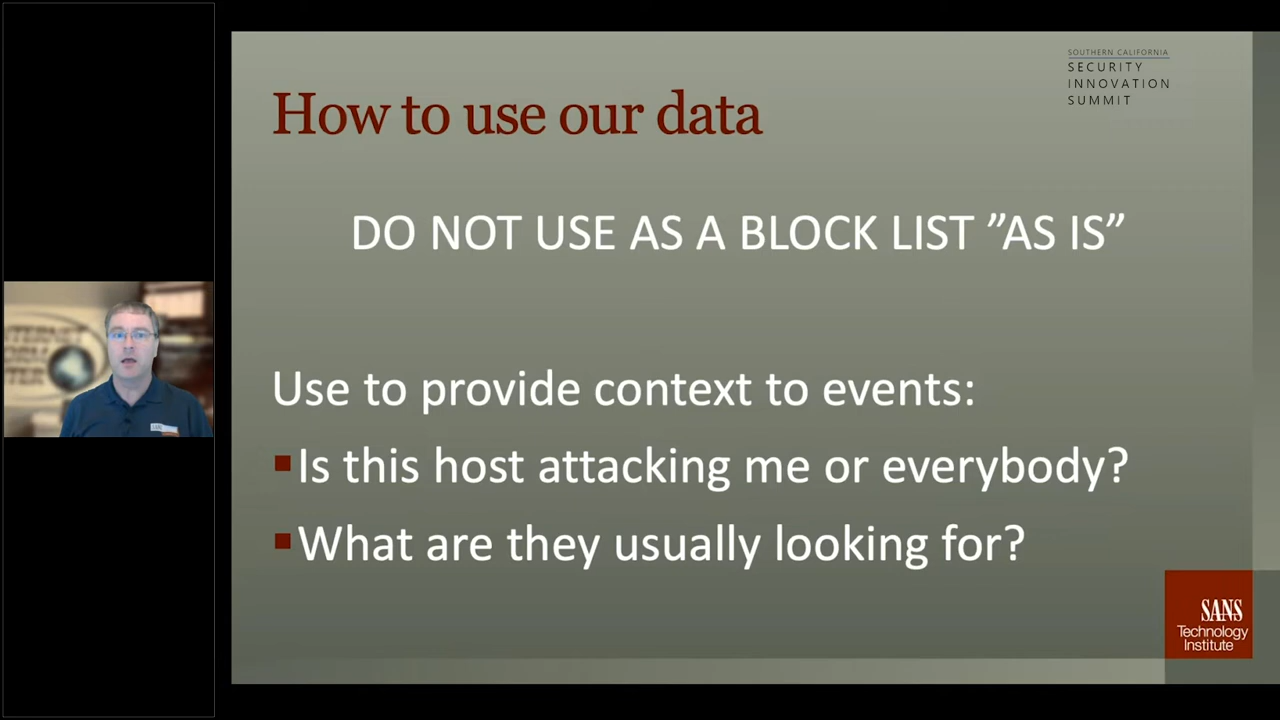 SOUTHERN CALIFORNIA
SECURITY
INNOVATION
SUMMIT
How to use our data
DO NOT USE AS A BLOCK LIST ”AS IS”
Use to provide context to events:
▪Is this host attacking me or everybody?
▪What are they usually looking for?
SANS
Technology
Institute